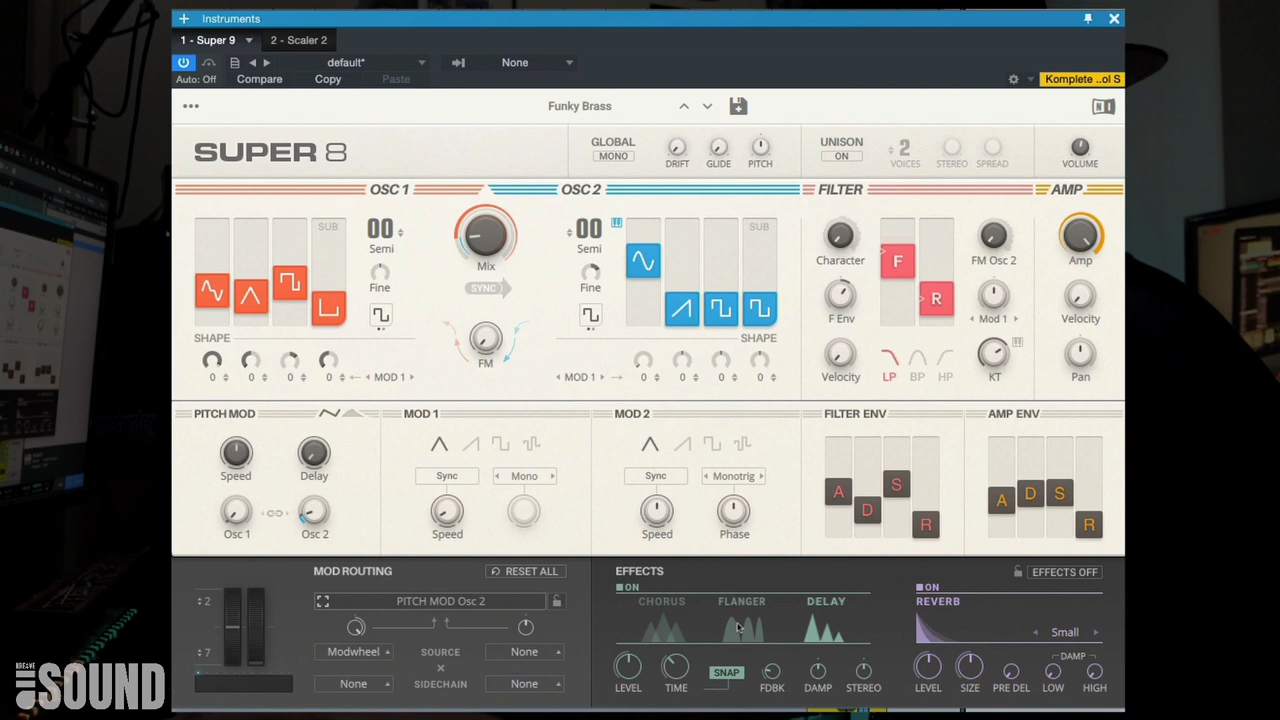 + Instruments
1 - Super 9 2 - Scaler 2
default* None
Auto: Off Compare Copy Paste Komplete ..ol S
Funky Brass
SUPER 8 GLOBAL MONO DRIFT GLIDE PITCH UNISON ON 2 VOICES STEREO SPREAD VOLUME
OSC 1 OSC 2 FILTER AMP
SUB 00 Semi 00 Semi SUB
Mix Character F FM Osc 2 Amp
Fine SYNC Fine R
F Env Mod 1 Velocity
SHAPE SHAPE
FM
0 0 0 0 MOD 1 MOD 1 0 0 0 0
Velocity LP BP HP KT Pan
PITCH MOD MOD 1 MOD 2 FILTER ENV AMP ENV
Speed Delay Sync Mono Sync Monotrig
A D S R A D S R
Osc 1 Osc 2 Speed Speed Phase
MOD ROUTING RESET ALL EFFECTS EFFECTS OFF
ON ON
2 PITCH MOD Osc 2 CHORUS FLANGER DELAY REVERB
Small
7 Modwheel SOURCE None
X
None SIDECHAIN None
SNAP DAMP
LEVEL TIME FDBK DAMP STEREO LEVEL SIZE PRE DEL LOW HIGH
SOUND